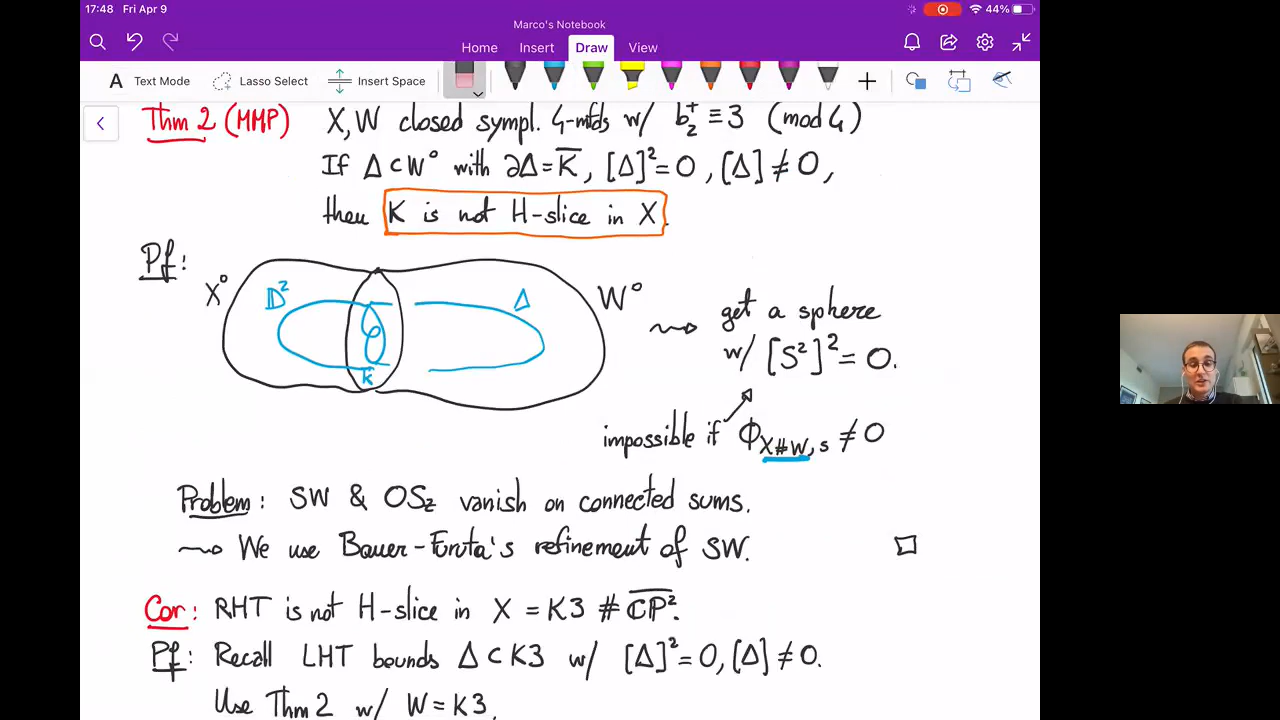 17:48 Fri Apr 9
44%
Marco's Notebook
Home Insert Draw View
A Text Mode Lasso Select Insert Space
Thm 2 (MMP) X, W closed sympl. 4-mfds w/ b₂⁺ ≡ 3 (mod 4)
If Δ ⊂ W° with ∂Δ = K̅, [Δ]² = 0, [Δ] ≠ 0,
then K is not H-slice in X.
Pf:
X° D² Δ W°
K
get a sphere
w/ [S²]² = 0.
impossible if Φ_{X#W, s} ≠ 0
Problem: SW & OSz vanish on connected sums.
⇝ We use Bauer-Furuta's refinement of SW. □
Cor: RHT is not H-slice in X = K3 # \overline{CP²}.
Pf: Recall LHT bounds Δ ⊂ K3 w/ [Δ]² = 0, [Δ] ≠ 0.
Use Thm 2 w/ W = K3.